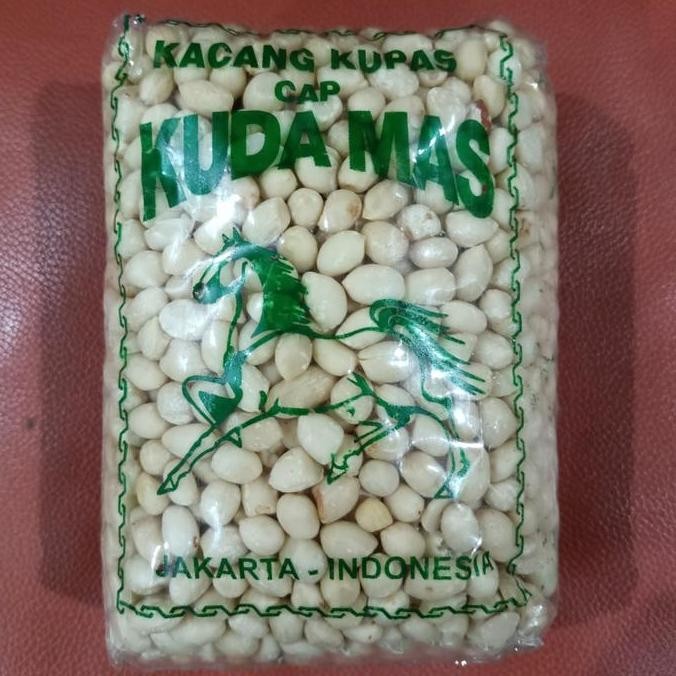 KACANG KUPAS
CAP
KUDA MAS
JAKARTA - INDONESIA